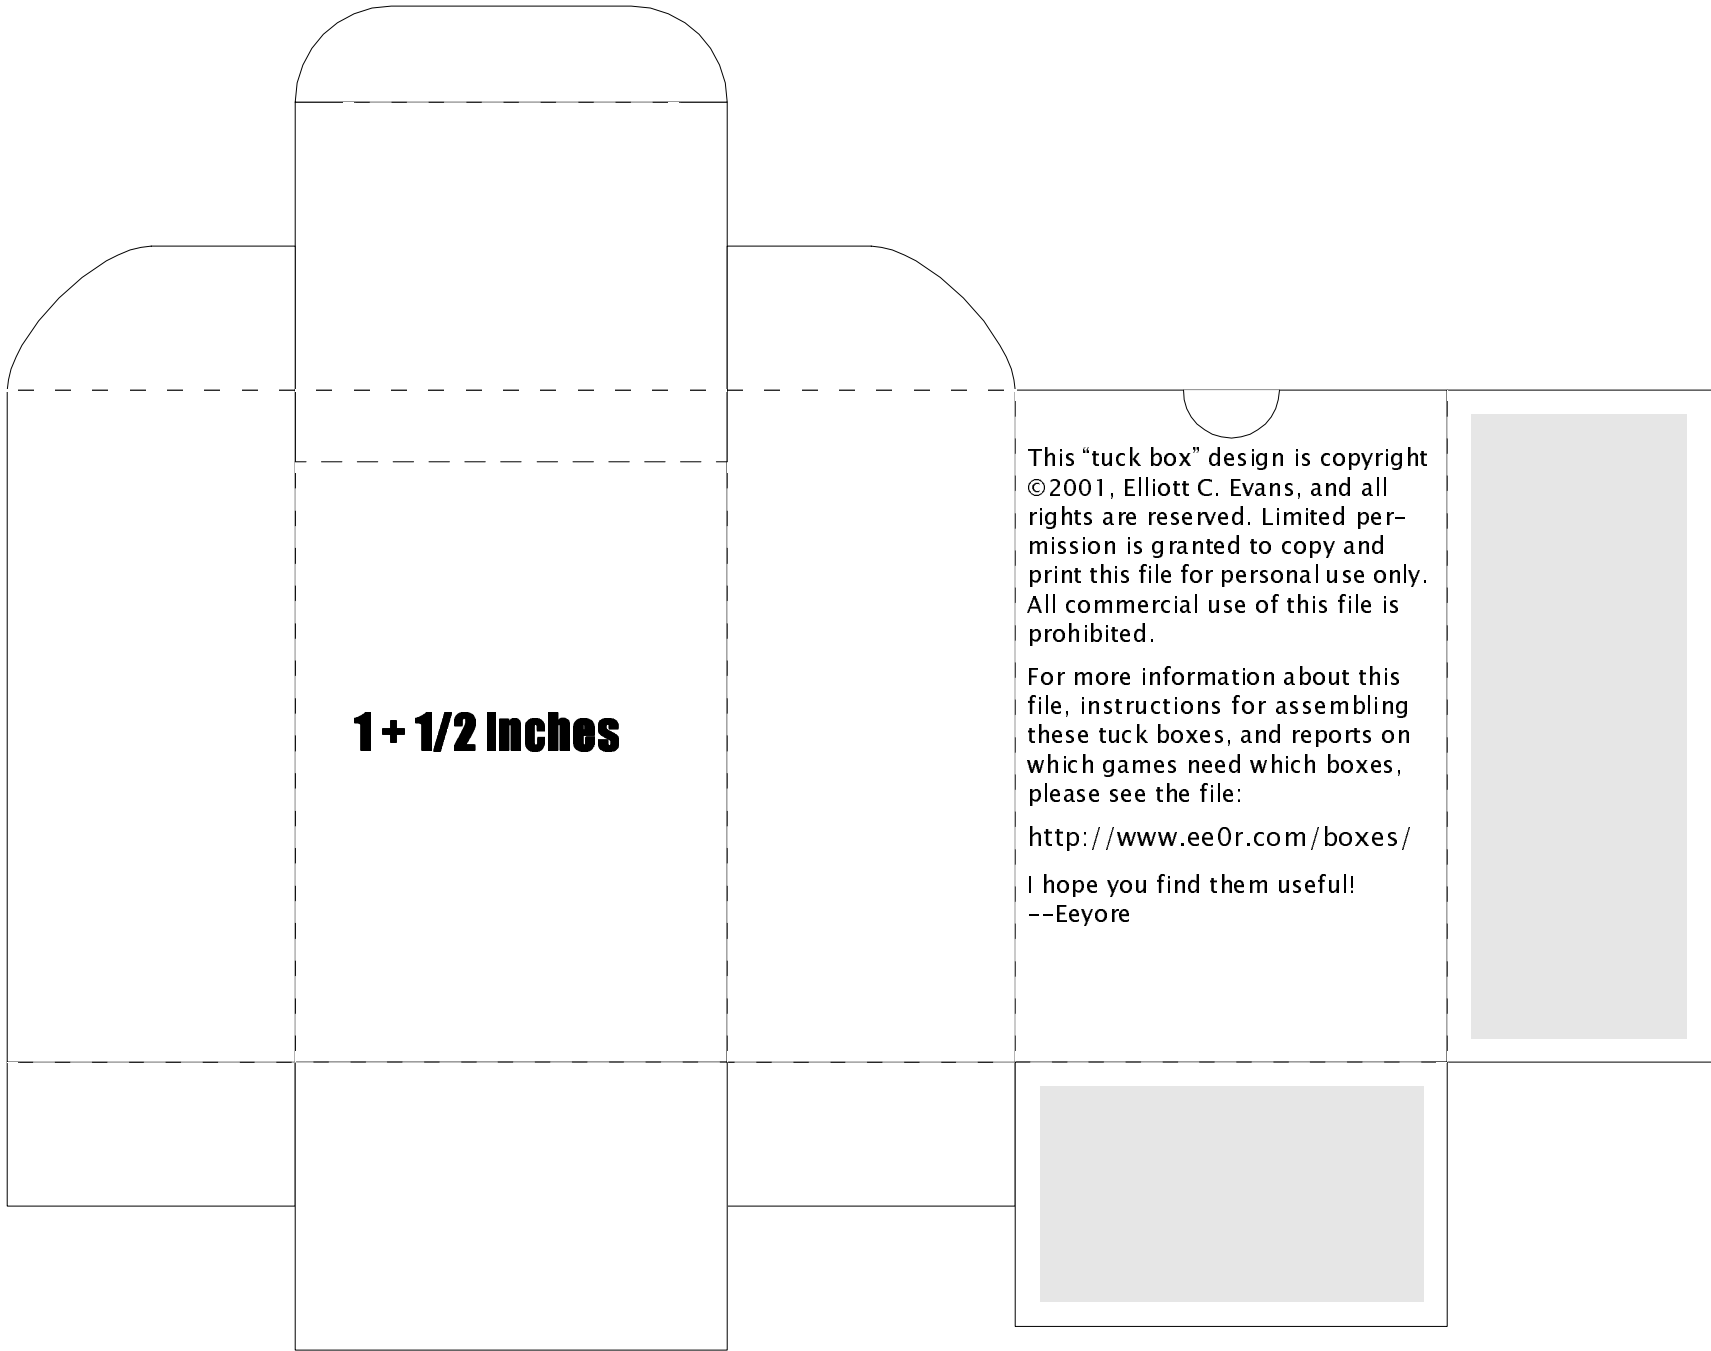 1 + 1/2 Inches
This “tuck box” design is copyright
©2001, Elliott C. Evans, and all
rights are reserved. Limited per-
mission is granted to copy and
print this file for personal use only.
All commercial use of this file is
prohibited.
For more information about this
file, instructions for assembling
these tuck boxes, and reports on
which games need which boxes,
please see the file:
http://www.ee0r.com/boxes/
I hope you find them useful!
--Eeyore